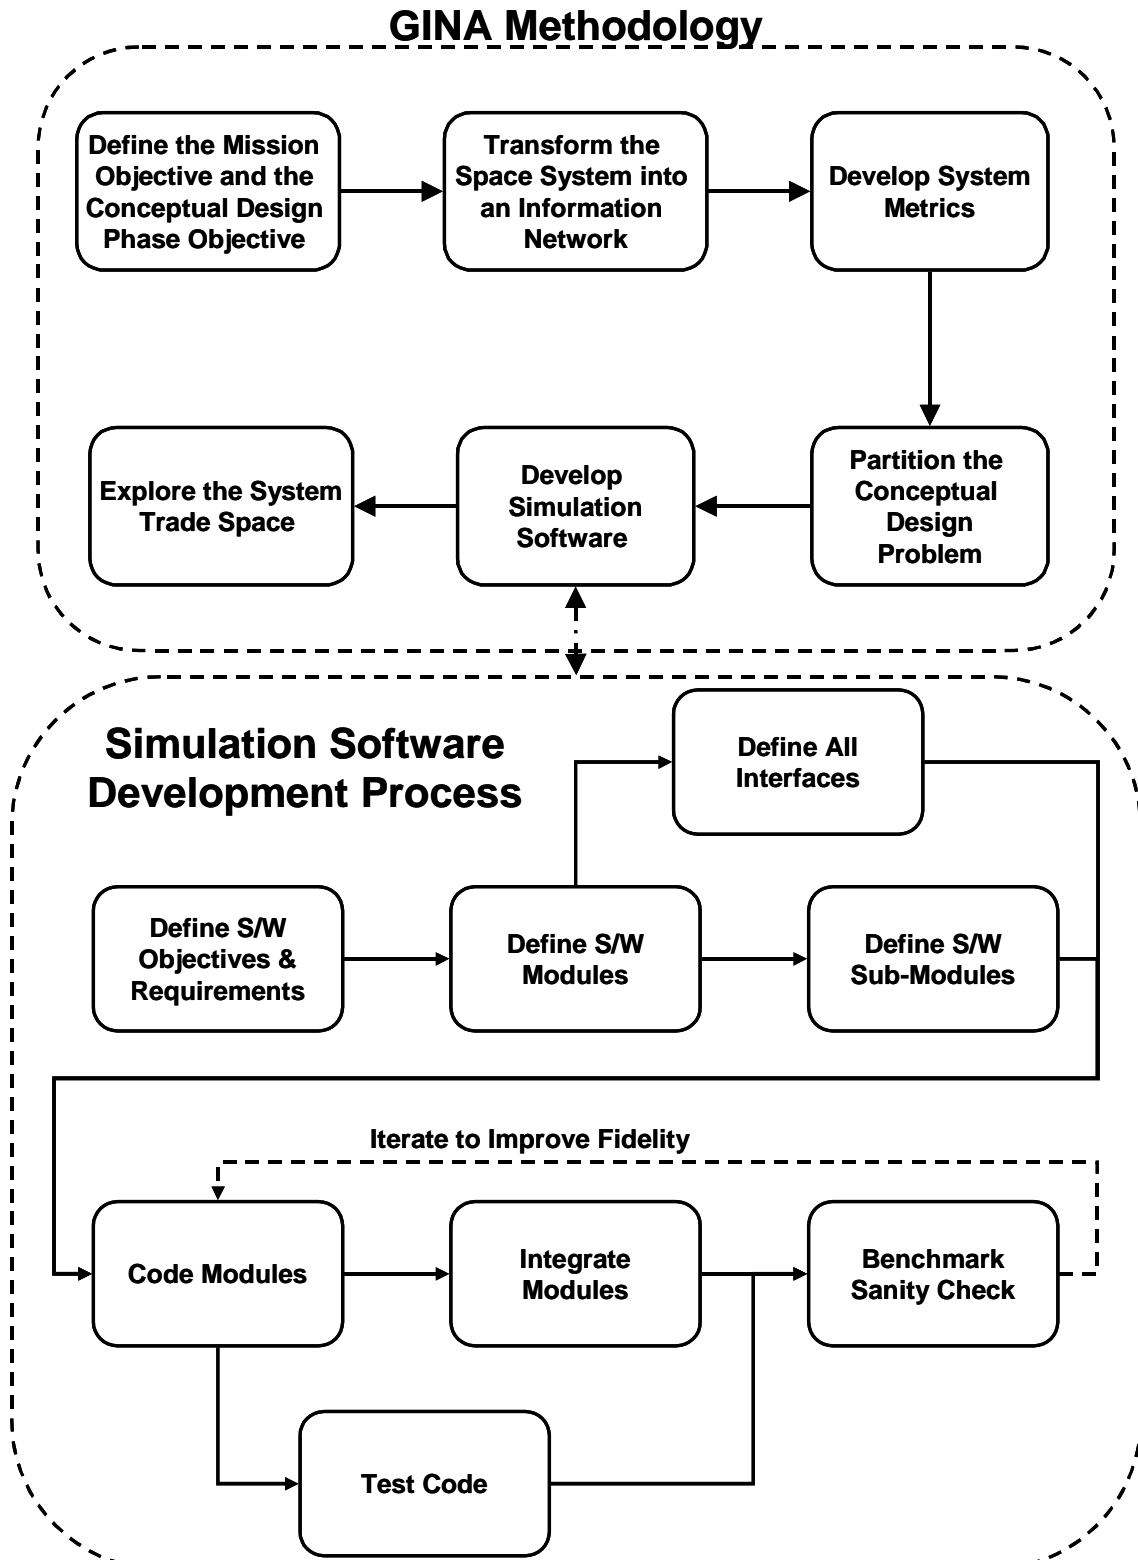 GINA Methodology
Define the Mission
Objective and the
Conceptual Design
Phase Objective
Transform the
Space System into
an Information
Network
Develop System
Metrics
Explore the System
Trade Space
Develop
Simulation
Software
Partition the
Conceptual
Design
Problem
Simulation Software
Development Process
Define All
Interfaces
Define S/W
Objectives &
Requirements
Define S/W
Modules
Define S/W
Sub-Modules
Iterate to Improve Fidelity
Code Modules
Integrate
Modules
Benchmark
Sanity Check
Test Code